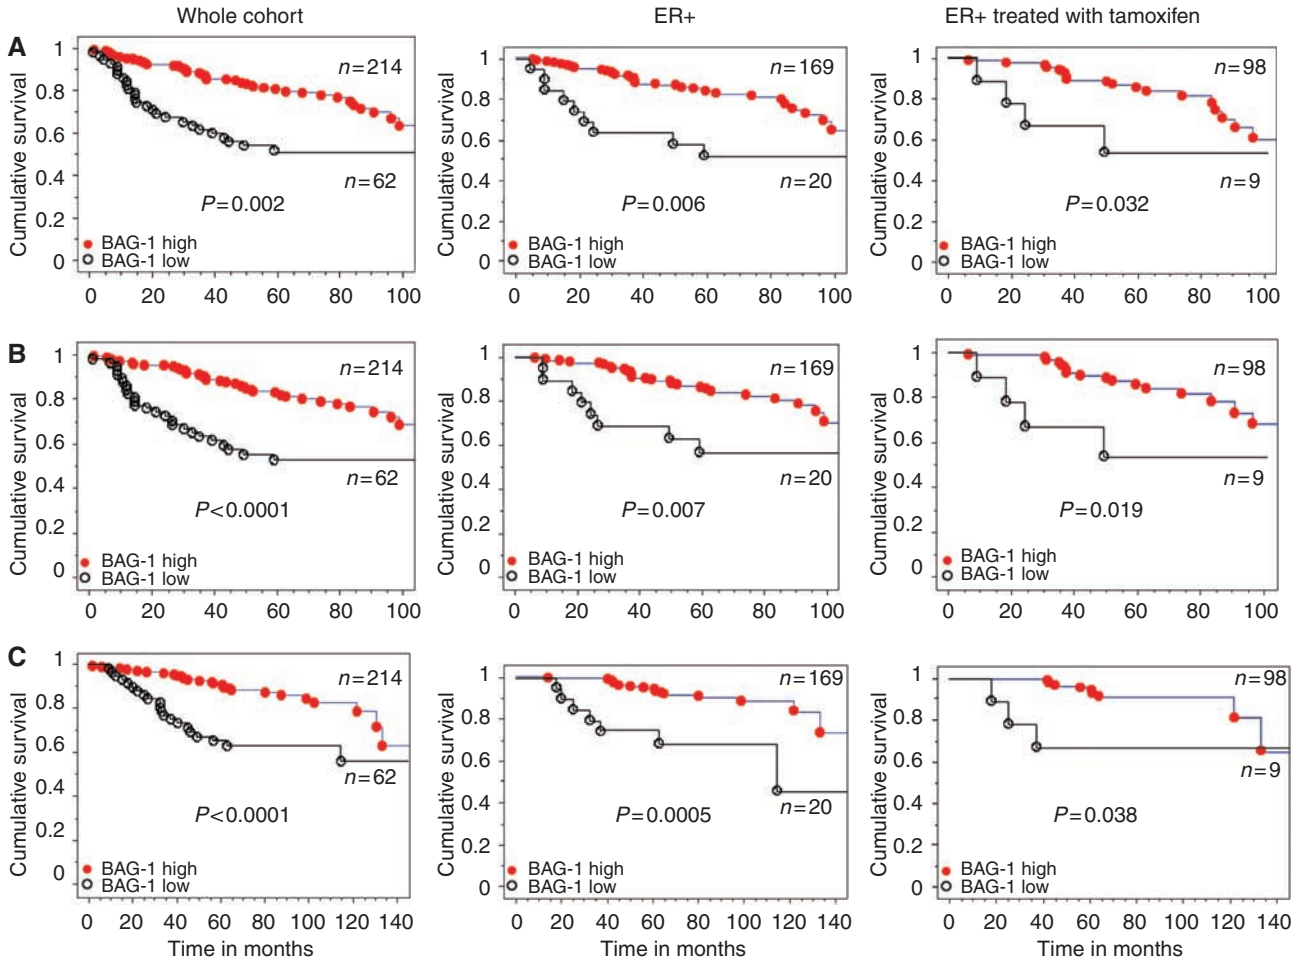 Whole cohort
ER+
ER+ treated with tamoxifen
A
Cumulative survival
1
0.8
0.6
0.4
0.2
0
n=214
n=62
P=0.002
BAG-1 high
BAG-1 low
0 20 40 60 80 100
Cumulative survival
1
0.8
0.6
0.4
0.2
0
n=169
n=20
P=0.006
BAG-1 high
BAG-1 low
0 20 40 60 80 100
Cumulative survival
1
0.8
0.6
0.4
0.2
0
n=98
n=9
P=0.032
BAG-1 high
BAG-1 low
0 20 40 60 80 100
B
Cumulative survival
1
0.8
0.6
0.4
0.2
0
n=214
n=62
P<0.0001
BAG-1 high
BAG-1 low
0 20 40 60 80 100
Cumulative survival
1
0.8
0.6
0.4
0.2
0
n=169
n=20
P=0.007
BAG-1 high
BAG-1 low
0 20 40 60 80 100
Cumulative survival
1
0.8
0.6
0.4
0.2
0
n=98
n=9
P=0.019
BAG-1 high
BAG-1 low
0 20 40 60 80 100
C
Cumulative survival
1
0.8
0.6
0.4
0.2
0
n=214
n=62
P<0.0001
BAG-1 high
BAG-1 low
0 20 40 60 80 100 120 140
Time in months
Cumulative survival
1
0.8
0.6
0.4
0.2
0
n=169
n=20
P=0.0005
BAG-1 high
BAG-1 low
0 20 40 60 80 100 120 140
Time in months
Cumulative survival
1
0.8
0.6
0.4
0.2
0
n=98
n=9
P=0.038
BAG-1 high
BAG-1 low
0 20 40 60 80 100 120 140
Time in months